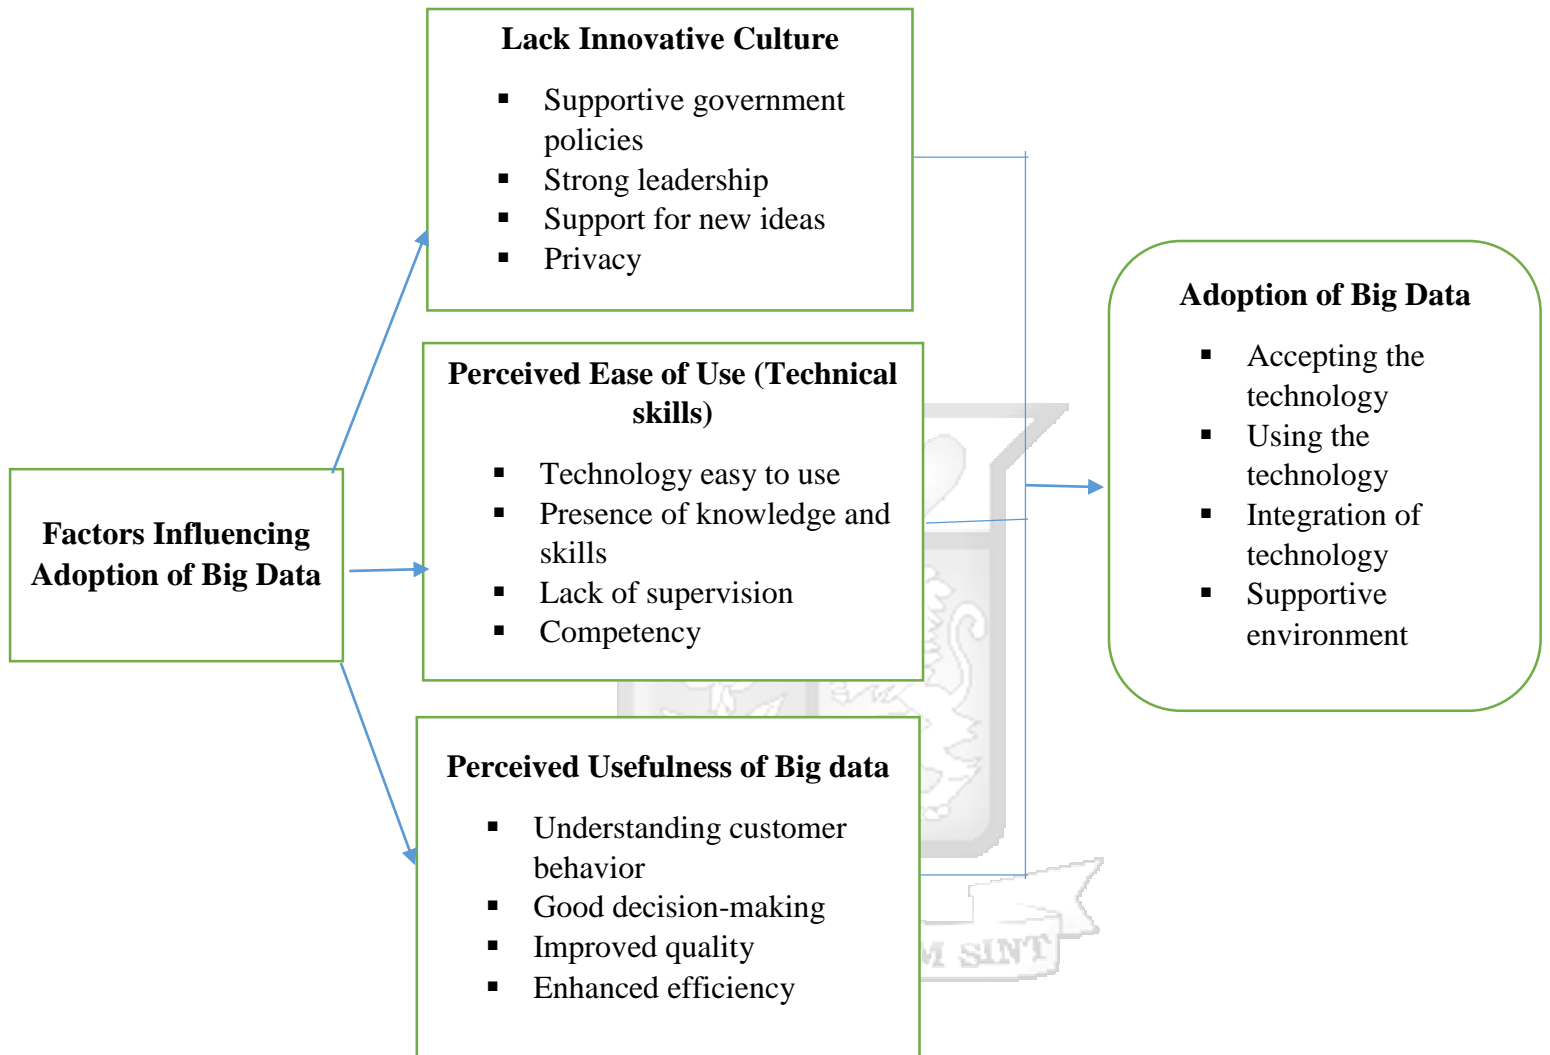 Lack Innovative Culture
▪ Supportive government
policies
▪ Strong leadership
▪ Support for new ideas
▪ Privacy
Perceived Ease of Use (Technical
skills)
▪ Technology easy to use
▪ Presence of knowledge and
skills
▪ Lack of supervision
▪ Competency
Factors Influencing
Adoption of Big Data
Perceived Usefulness of Big data
▪ Understanding customer
behavior
▪ Good decision-making
▪ Improved quality
▪ Enhanced efficiency
Adoption of Big Data
▪ Accepting the
technology
▪ Using the
technology
▪ Integration of
technology
▪ Supportive
environment
SINT